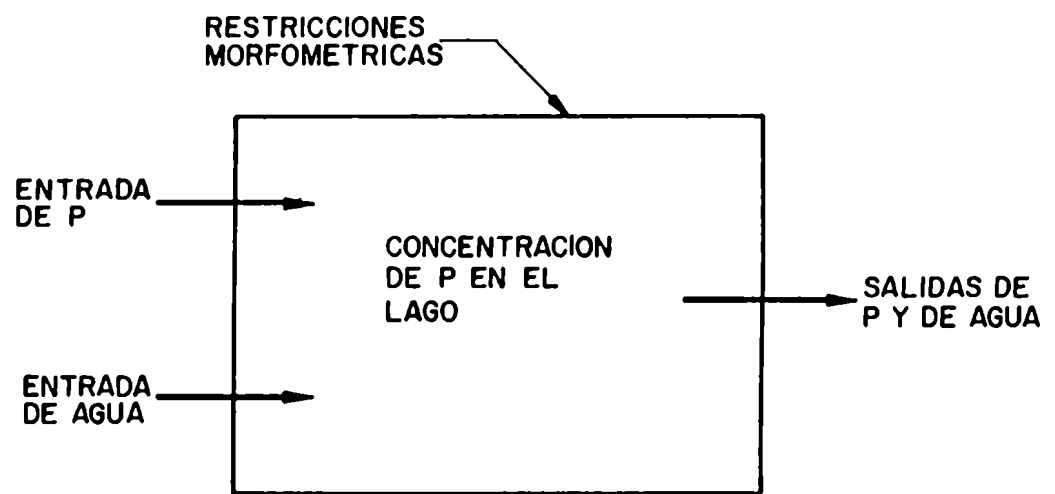 RESTRICCIONES
MORFOMETRICAS
ENTRADA
DE P
CONCENTRACION
DE P EN EL
LAGO
SALIDAS DE
P Y DE AGUA
ENTRADA
DE AGUA